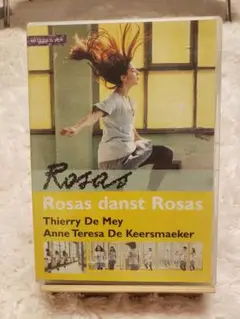 Rosas
Rosas danst Rosas
Thierry De Mey
Anne Teresa De Keersmaeker